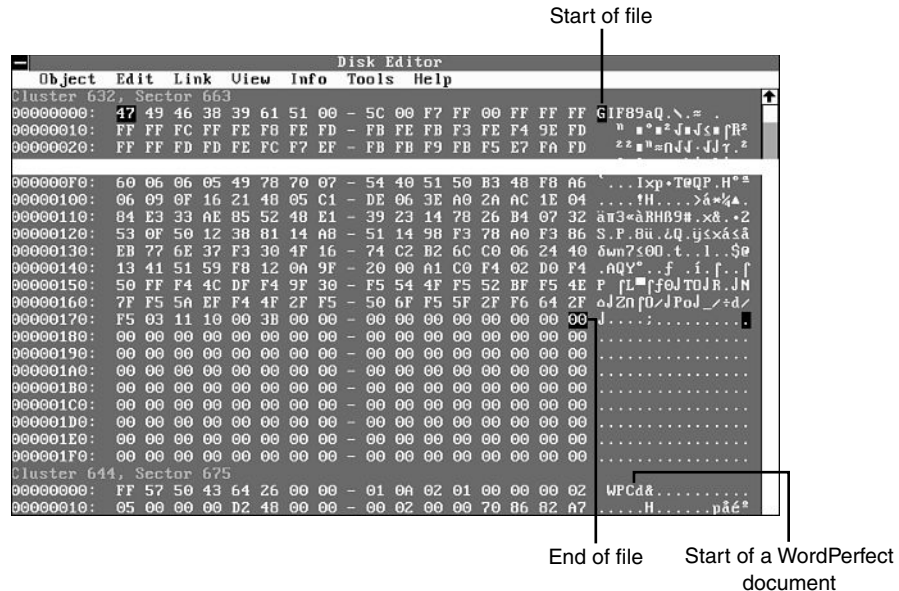 Start of file
Disk Editor
Object Edit Link View Info Tools Help
Cluster 632, Sector 663
00000000: 47 49 46 38 39 61 51 00 - 5C 00 F7 FF 00 FF FF FF GIF89aQ.\.≈ .
00000010: FF FF FC FF FE F8 FE FD - FB FE FB F3 FE F4 9E FD
00000020: FF FF FD FD FE FC F7 EF - FB FB F9 FB F5 E7 FA FD
000000F0: 60 06 06 05 49 78 70 07 - 54 40 51 50 B3 48 F8 A6
00000100: 06 09 0F 16 21 48 05 C1 - DE 06 3E A0 2A AC 1E 04
00000110: 84 E3 33 AE 85 52 48 E1 - 39 23 14 78 26 B4 07 32
00000120: 53 0F 50 12 38 81 14 A8 - 51 14 98 F3 78 A0 F3 86
00000130: EB 77 6E 37 F3 30 4F 16 - 74 C2 B2 6C C0 06 24 40
00000140: 13 41 51 59 F8 12 0A 9F - 20 00 A1 C0 F4 02 D0 F4
00000150: 50 FF F4 4C DF F4 9F 30 - F5 54 4F F5 52 BF F5 4E
00000160: 7F F5 5A EF F4 4F 2F F5 - 50 6F F5 5F 2F F6 64 2F
00000170: F5 03 11 10 00 3B 00 00 - 00 00 00 00 00 00 00 00 ⌡....;..........
00000180: 00 00 00 00 00 00 00 00 - 00 00 00 00 00 00 00 00 ................
00000190: 00 00 00 00 00 00 00 00 - 00 00 00 00 00 00 00 00 ................
000001A0: 00 00 00 00 00 00 00 00 - 00 00 00 00 00 00 00 00 ................
000001B0: 00 00 00 00 00 00 00 00 - 00 00 00 00 00 00 00 00 ................
000001C0: 00 00 00 00 00 00 00 00 - 00 00 00 00 00 00 00 00 ................
000001D0: 00 00 00 00 00 00 00 00 - 00 00 00 00 00 00 00 00 ................
000001E0: 00 00 00 00 00 00 00 00 - 00 00 00 00 00 00 00 00 ................
000001F0: 00 00 00 00 00 00 00 00 - 00 00 00 00 00 00 00 00 ................
Cluster 644, Sector 675
00000000: FF 57 50 43 64 26 00 00 - 01 0A 02 01 00 00 00 02 WPCd&..........
00000010: 05 00 00 00 D2 48 00 00 - 00 02 00 00 70 86 82 A7 .....H......påéº
End of file
Start of a WordPerfect
document